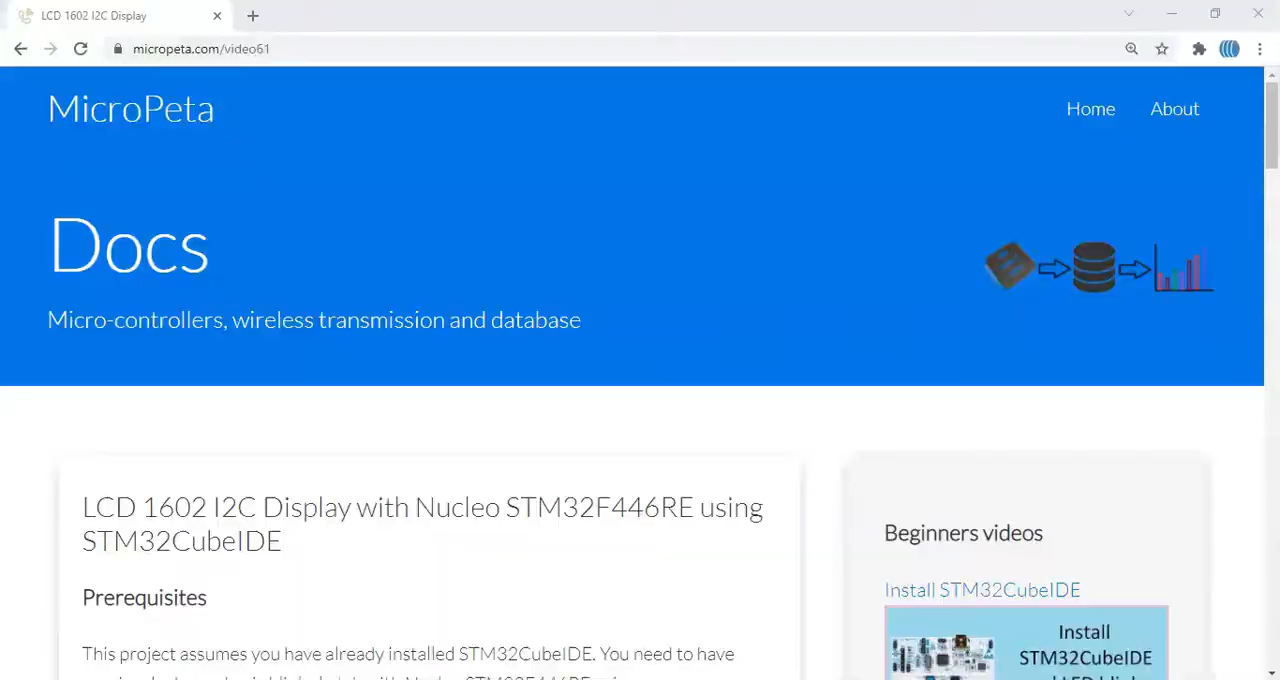 LCD 1602 I2C Display
micropeta.com/video61
MicroPeta
Home
About
Docs
Micro-controllers, wireless transmission and database
LCD 1602 I2C Display with Nucleo STM32F446RE using
STM32CubeIDE
Prerequisites
This project assumes you have already installed STM32CubeIDE. You need to have
Beginners videos
Install STM32CubeIDE
Install
STM32CubeIDE